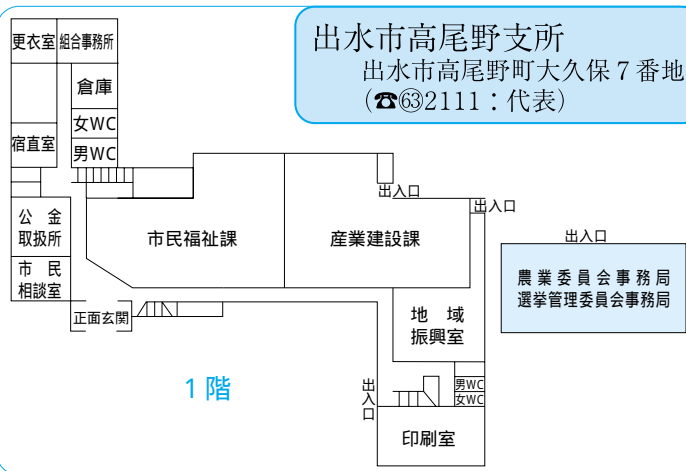 出水市高尾野支所
出水市高尾野町大久保7番地
(☎㊿2111：代表)
更衣室
組合事務所
倉庫
女WC
男WC
宿直室
公金
取扱所
市民
相談室
正面玄関
市民福祉課
産業建設課
出入口
出入口
出入口
農業委員会事務局
選挙管理委員会事務局
地域
振興室
男WC
女WC
出入口
印刷室
1階